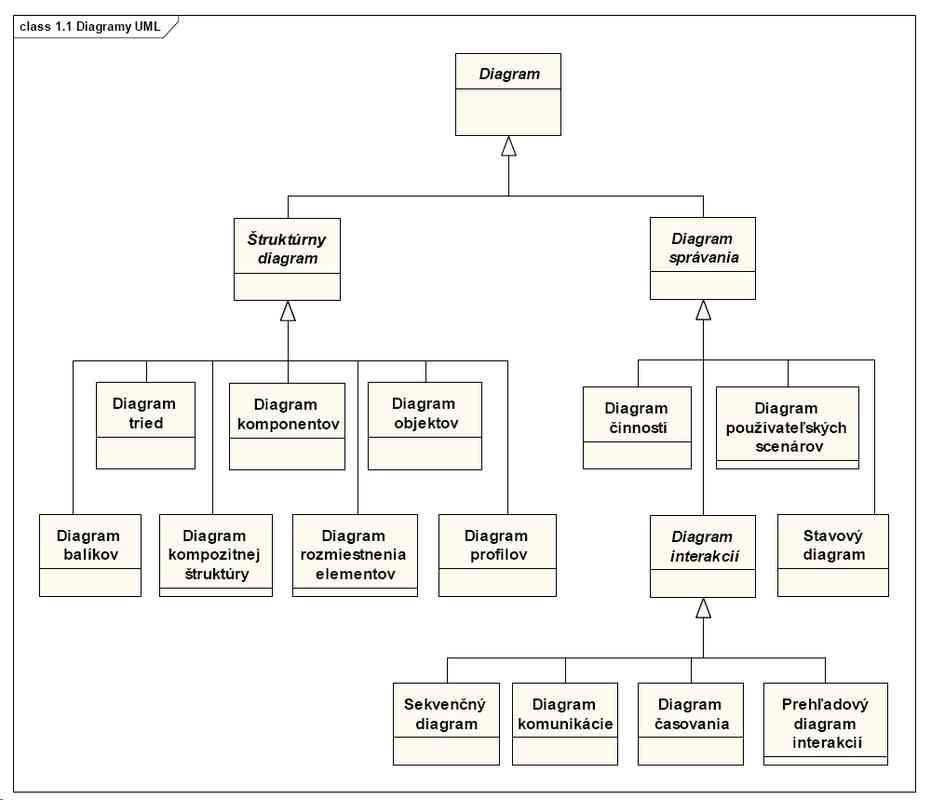 class 1.1 Diagramy UML
Diagram
Štruktúrny
diagram
Diagram
správania
Diagram
tried
Diagram
komponentov
Diagram
objektov
Diagram
činností
Diagram
používateľských
scenárov
Diagram
balíkov
Diagram
kompozitnej
štruktúry
Diagram
rozmiestnenia
elementov
Diagram
profilov
Diagram
interakcií
Stavový
diagram
Sekvenčný
diagram
Diagram
komunikácie
Diagram
časovania
Prehľadový
diagram
interakcií